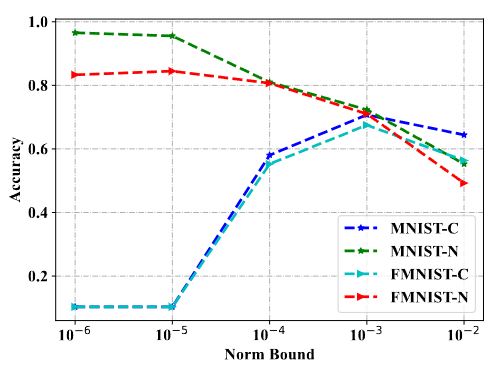 1.0
0.8
0.6
0.4
0.2
Accuracy
MNIST-C
MNIST-N
FMNIST-C
FMNIST-N
10⁻⁶ 10⁻⁵ 10⁻⁴ 10⁻³ 10⁻²
Norm Bound